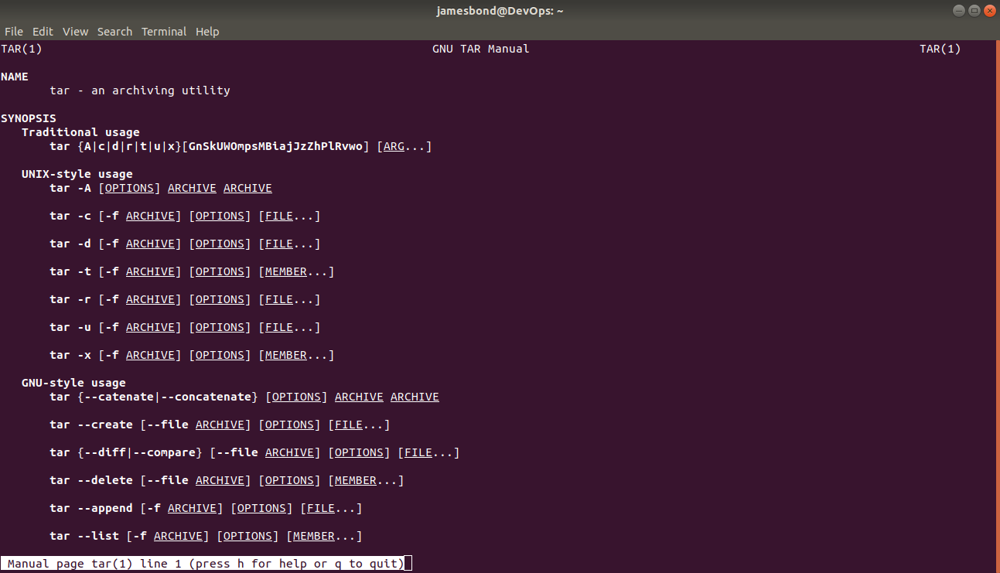 jamesbond@DevOps: ~
File Edit View Search Terminal Help
TAR(1) GNU TAR Manual TAR(1)
NAME
tar - an archiving utility
SYNOPSIS
Traditional usage
tar {A|c|d|r|t|u|x}[GnSkUWOmpsMBiajJzZhPlRvwo] [ARG...]
UNIX-style usage
tar -A [OPTIONS] ARCHIVE ARCHIVE
tar -c [-f ARCHIVE] [OPTIONS] [FILE...]
tar -d [-f ARCHIVE] [OPTIONS] [FILE...]
tar -t [-f ARCHIVE] [OPTIONS] [MEMBER...]
tar -r [-f ARCHIVE] [OPTIONS] [FILE...]
tar -u [-f ARCHIVE] [OPTIONS] [FILE...]
tar -x [-f ARCHIVE] [OPTIONS] [MEMBER...]
GNU-style usage
tar {--catenate|--concatenate} [OPTIONS] ARCHIVE ARCHIVE
tar --create [--file ARCHIVE] [OPTIONS] [FILE...]
tar {--diff|--compare} [--file ARCHIVE] [OPTIONS] [FILE...]
tar --delete [--file ARCHIVE] [OPTIONS] [MEMBER...]
tar --append [-f ARCHIVE] [OPTIONS] [FILE...]
tar --list [-f ARCHIVE] [OPTIONS] [MEMBER...]
Manual page tar(1) line 1 (press h for help or q to quit)